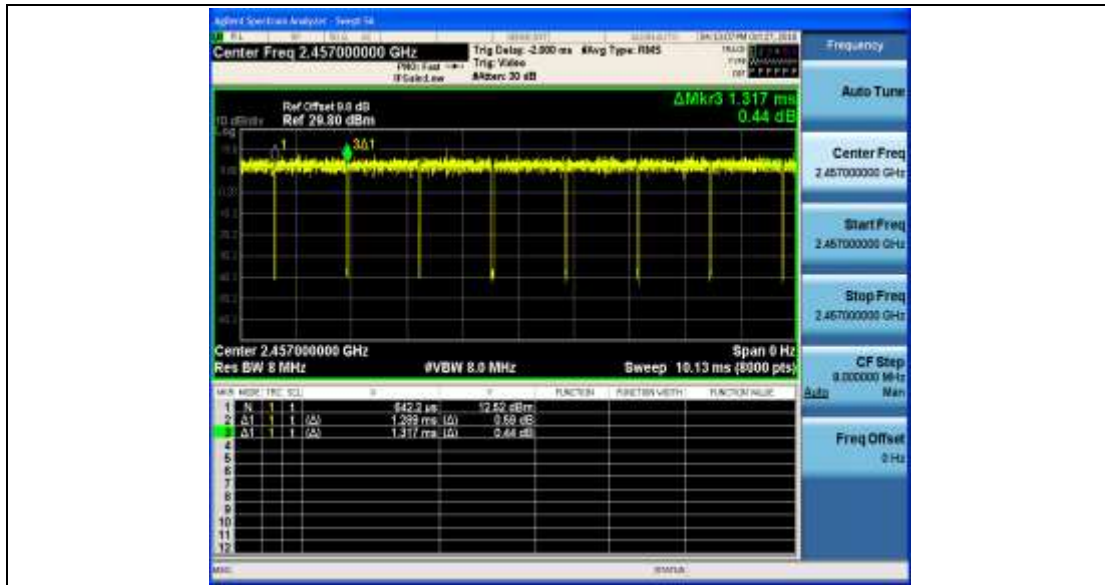 Agilent Spectrum Analyzer - Swept SA
Center Freq 2.457000000 GHz
PNO: Fast
IFGain:Low
Trig Delay: -2.000 ms
Trig: Video
#Atten: 30 dB
#Avg Type: RMS
Frequency
Auto Tune
ΔMkr3 1.317 ms
0.44 dB
Ref Offset 9.8 dB
Ref 29.80 dBm
10 dB/div
Log
1
3Δ1
Center Freq
2.457000000 GHz
Start Freq
2.457000000 GHz
Stop Freq
2.457000000 GHz
Center 2.457000000 GHz
Span 0 Hz
Res BW 8 MHz
#VBW 8.0 MHz
Sweep 10.13 ms (8000 pts)
CF Step
8.000000 MHz
Auto Man
MKR MODE TRC SCL X Y FUNCTION FUNCTION WIDTH FUNCTION VALUE
1 N 1 t 642.2 µs 12.52 dBm
2 Δ1 1 t (Δ) 1.289 ms (Δ) 0.59 dB
3 Δ1 1 t (Δ) 1.317 ms (Δ) 0.44 dB
4
5
6
7
8
9
10
11
12
Freq Offset
0 Hz
MSG
STATUS